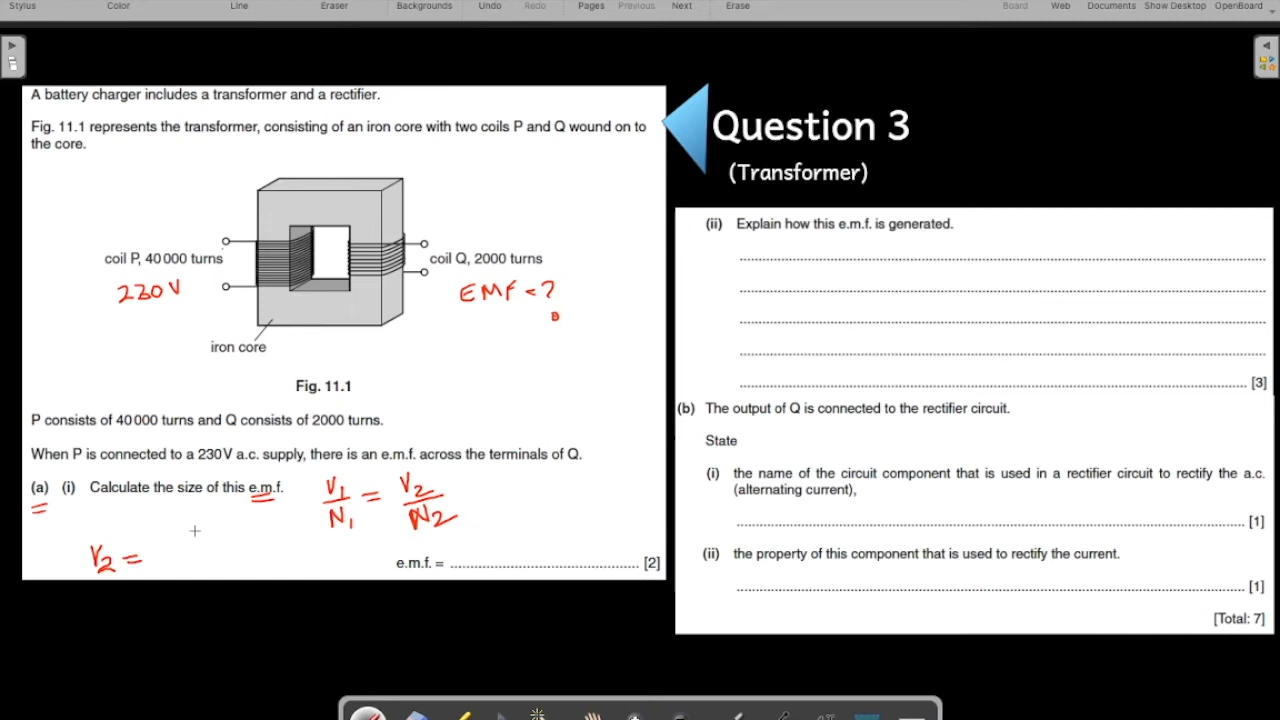 Stylus Color Line Eraser Backgrounds Undo Redo Pages Previous Next Erase Board Web Documents Show Desktop OpenBoard
A battery charger includes a transformer and a rectifier.
Fig. 11.1 represents the transformer, consisting of an iron core with two coils P and Q wound on to
the core.
coil P, 40 000 turns
coil Q, 2000 turns
230V
EMF = ?
iron core
Fig. 11.1
P consists of 40 000 turns and Q consists of 2000 turns.
When P is connected to a 230 V a.c. supply, there is an e.m.f. across the terminals of Q.
(a) (i) Calculate the size of this e.m.f.
V1/N1 = V2/N2
V2 =
e.m.f. = ........................................ [2]
Question 3
(Transformer)
(ii) Explain how this e.m.f. is generated.
[3]
(b) The output of Q is connected to the rectifier circuit.
State
(i) the name of the circuit component that is used in a rectifier circuit to rectify the a.c.
(alternating current),
[1]
(ii) the property of this component that is used to rectify the current.
[1]
[Total: 7]